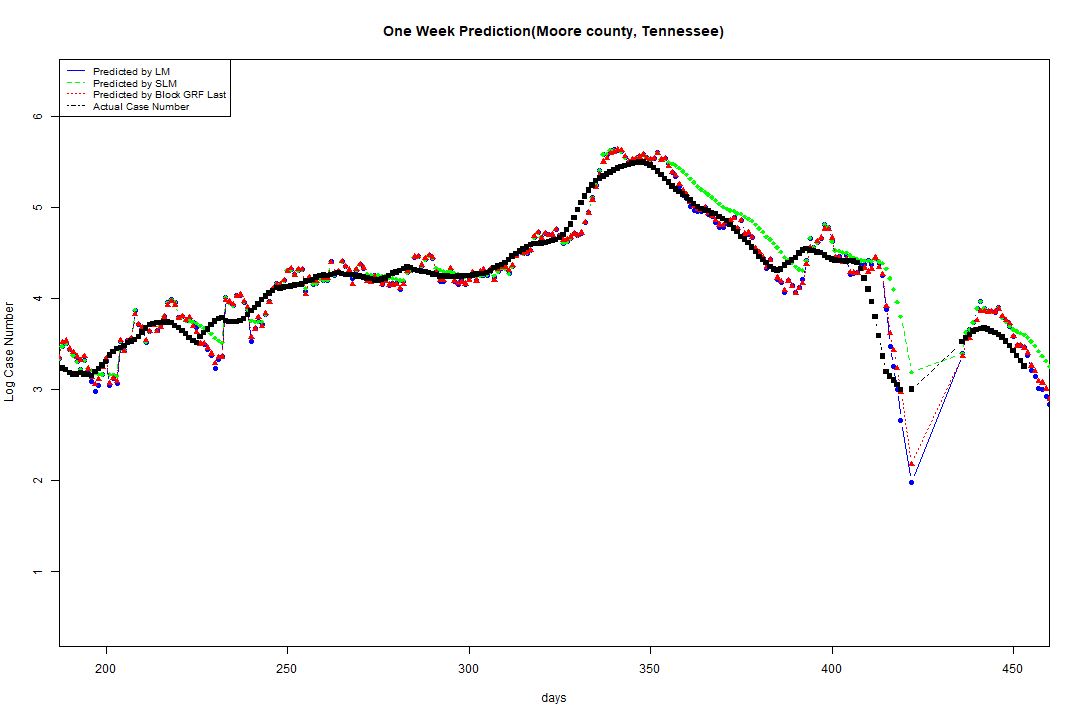 One Week Prediction(Moore county, Tennessee)
Predicted by LM
Predicted by SLM
Predicted by Block GRF Last
Actual Case Number
6
5
4
3
2
1
Log Case Number
200 250 300 350 400 450
days